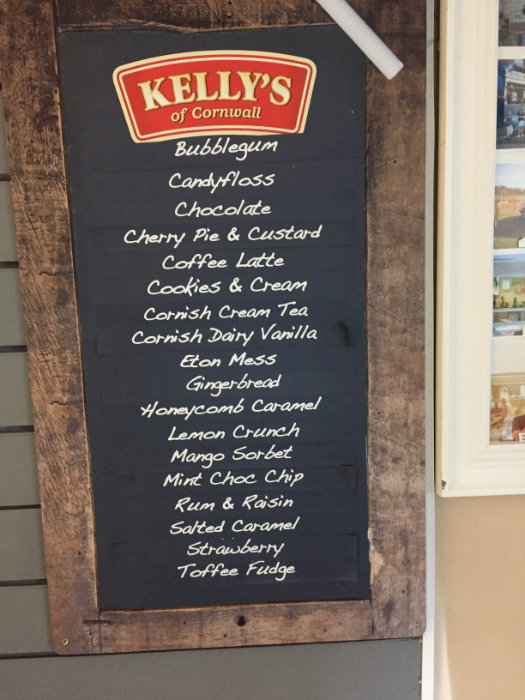 KELLY'S
of Cornwall
Bubblegum
Candyfloss
Chocolate
Cherry Pie & Custard
Coffee Latte
Cookies & Cream
Cornish Cream Tea
Cornish Dairy Vanilla
Eton Mess
Gingerbread
Honeycomb Caramel
Lemon Crunch
Mango Sorbet
Mint Choc Chip
Rum & Raisin
Salted Caramel
Strawberry
Toffee Fudge